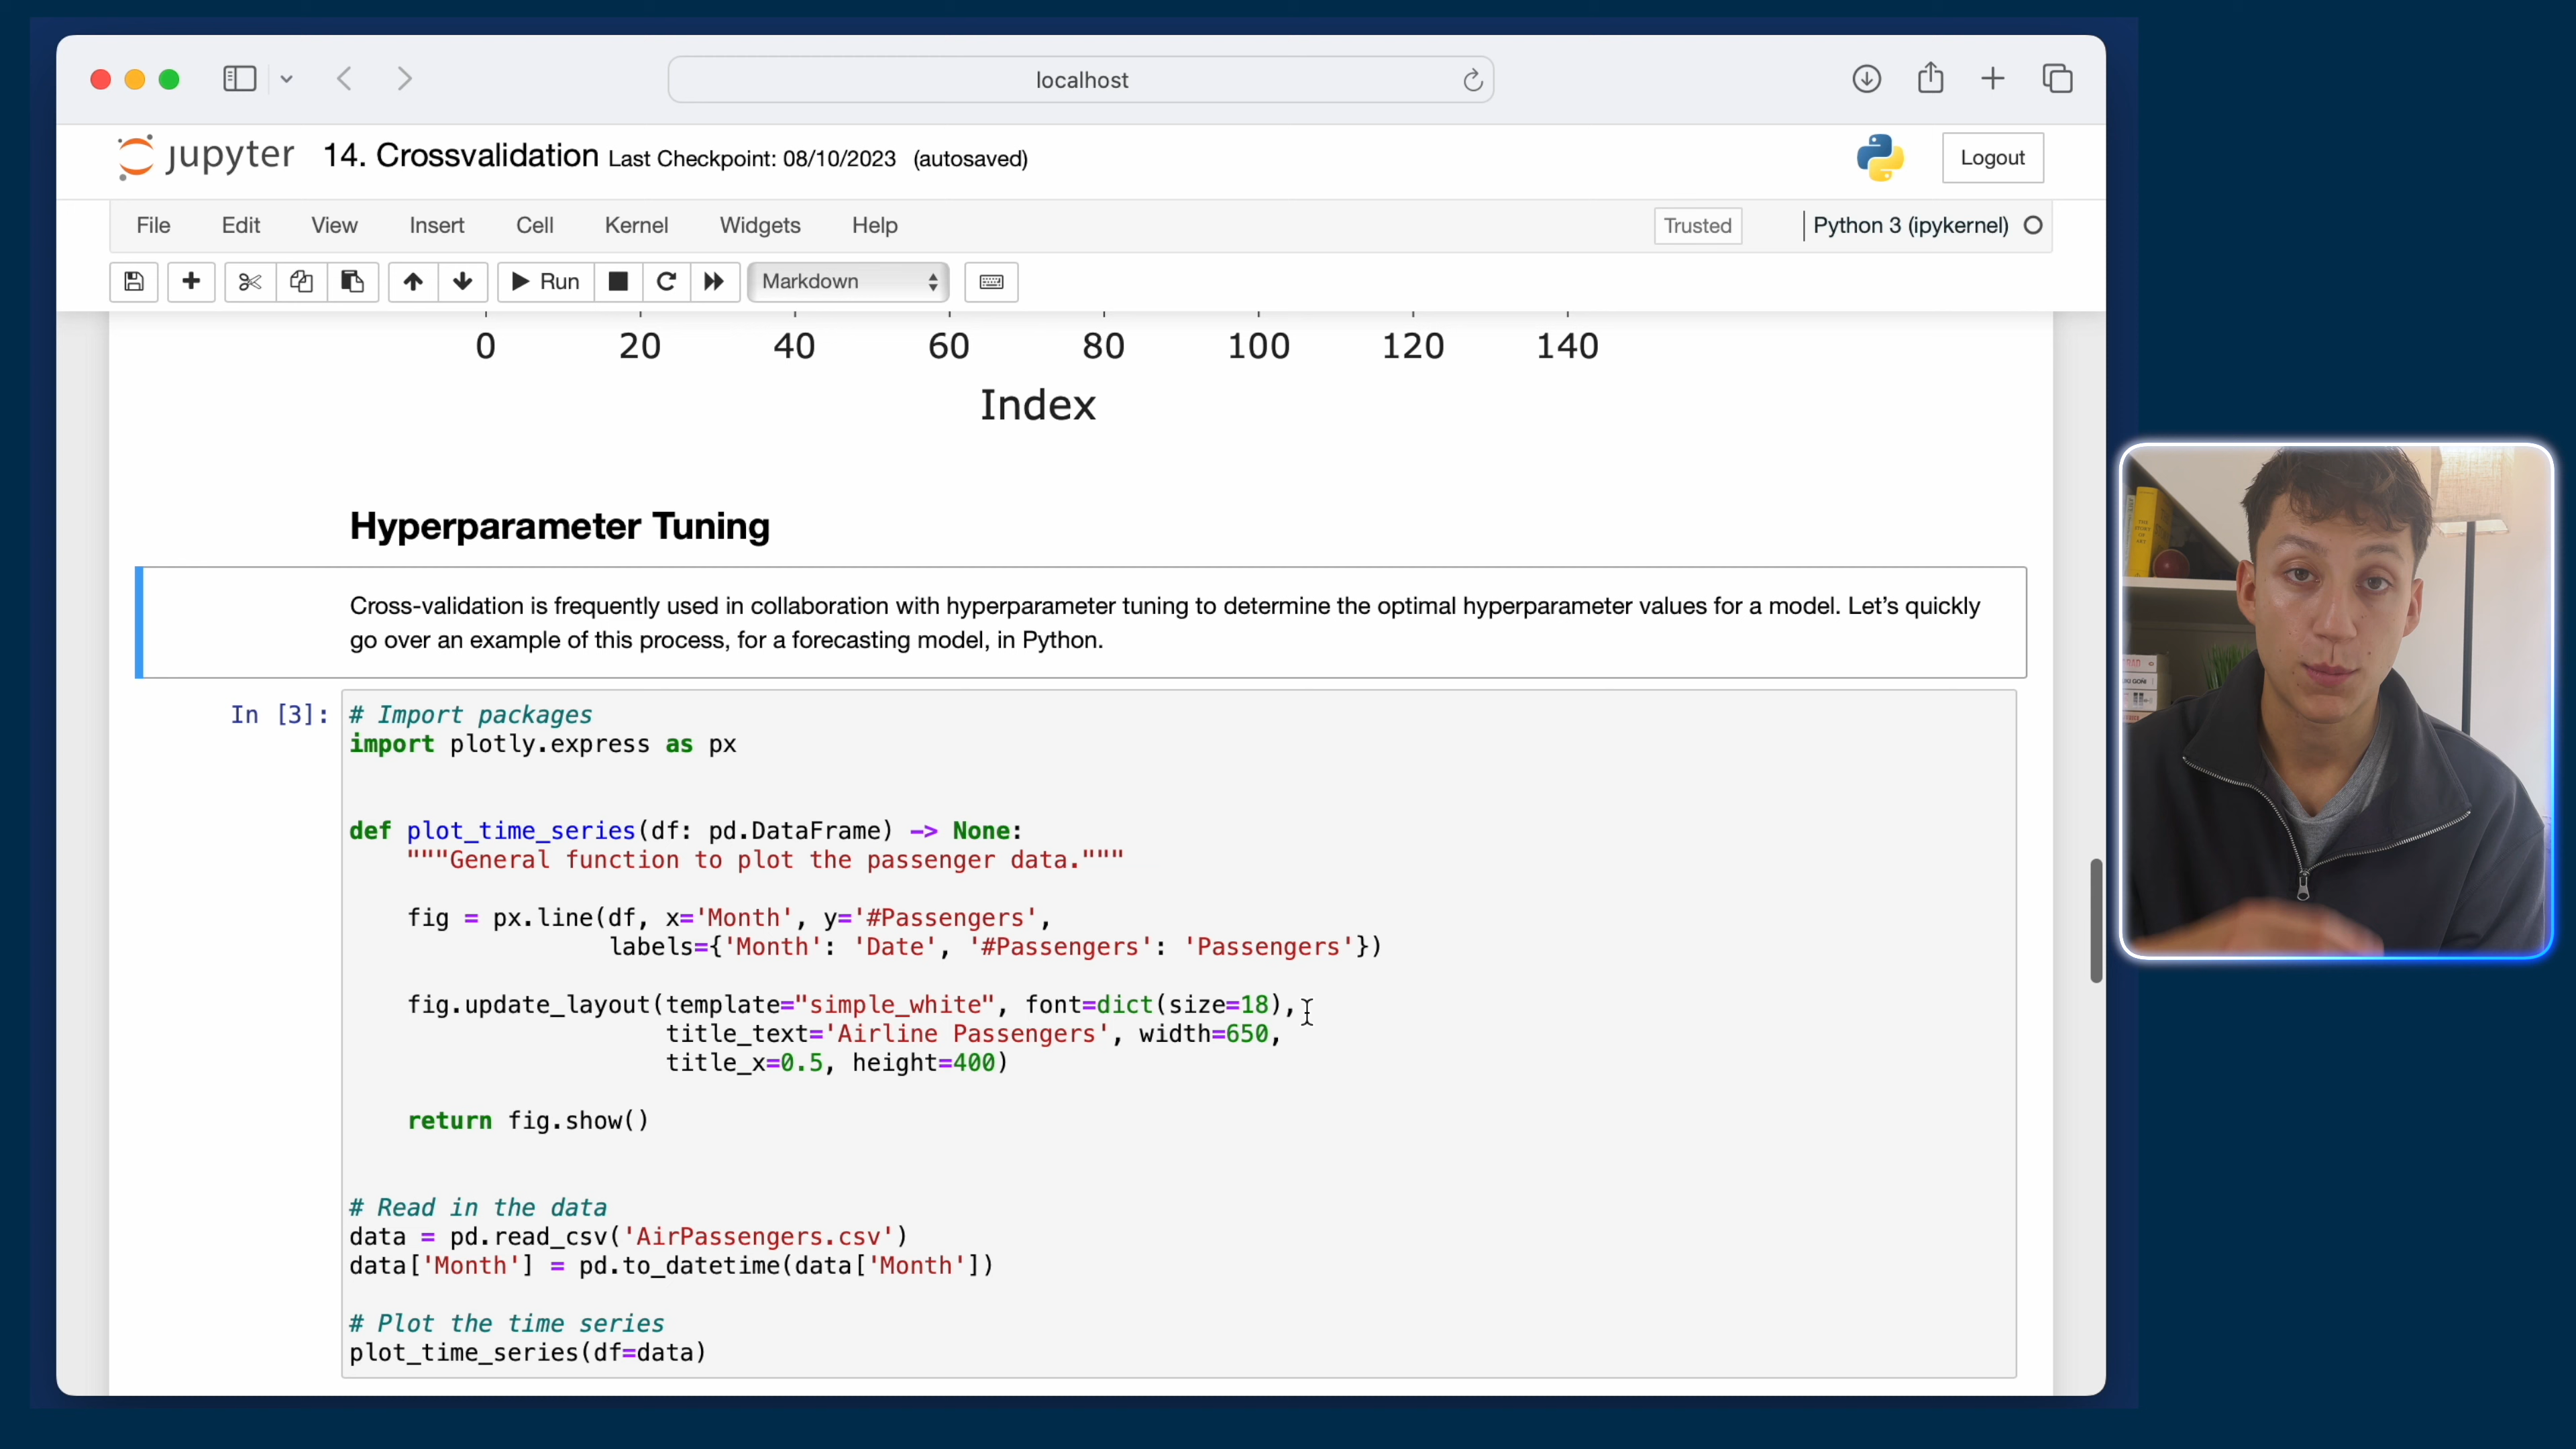 localhost
jupyter 14. Crossvalidation Last Checkpoint: 08/10/2023 (autosaved)
Logout
File Edit View Insert Cell Kernel Widgets Help
Trusted
Python 3 (ipykernel)
Run
Markdown
0 20 40 60 80 100 120 140
Index
Hyperparameter Tuning
Cross-validation is frequently used in collaboration with hyperparameter tuning to determine the optimal hyperparameter values for a model. Let’s quickly
go over an example of this process, for a forecasting model, in Python.
In [3]:
# Import packages
import plotly.express as px
def plot_time_series(df: pd.DataFrame) -> None:
"""General function to plot the passenger data."""
fig = px.line(df, x='Month', y='#Passengers',
labels={'Month': 'Date', '#Passengers': 'Passengers'})
fig.update_layout(template="simple_white", font=dict(size=18),
title_text='Airline Passengers', width=650,
title_x=0.5, height=400)
return fig.show()
# Read in the data
data = pd.read_csv('AirPassengers.csv')
data['Month'] = pd.to_datetime(data['Month'])
# Plot the time series
plot_time_series(df=data)